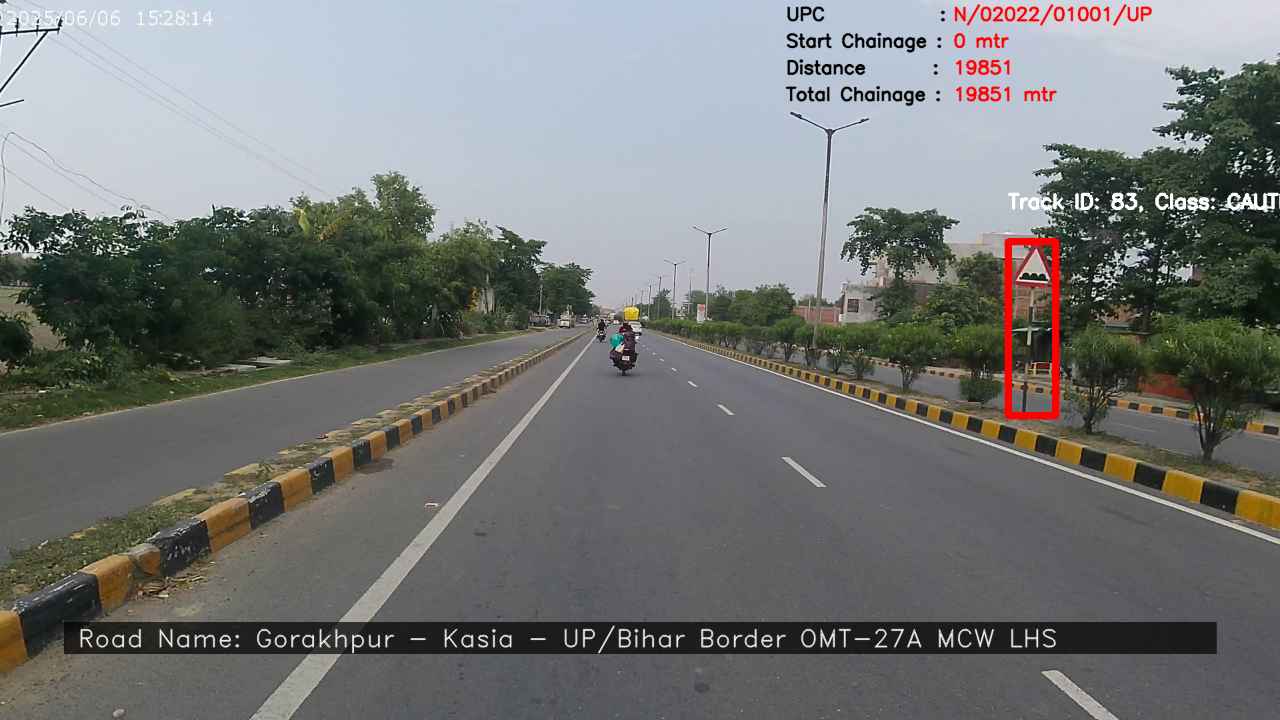 2025/06/06 15:28:14
UPC : N/02022/01001/UP
Start Chainage : 0 mtr
Distance : 19851
Total Chainage : 19851 mtr
Track ID: 83, Class: CAUTI
Road Name: Gorakhpur - Kasia - UP/Bihar Border OMT-27A MCW LHS